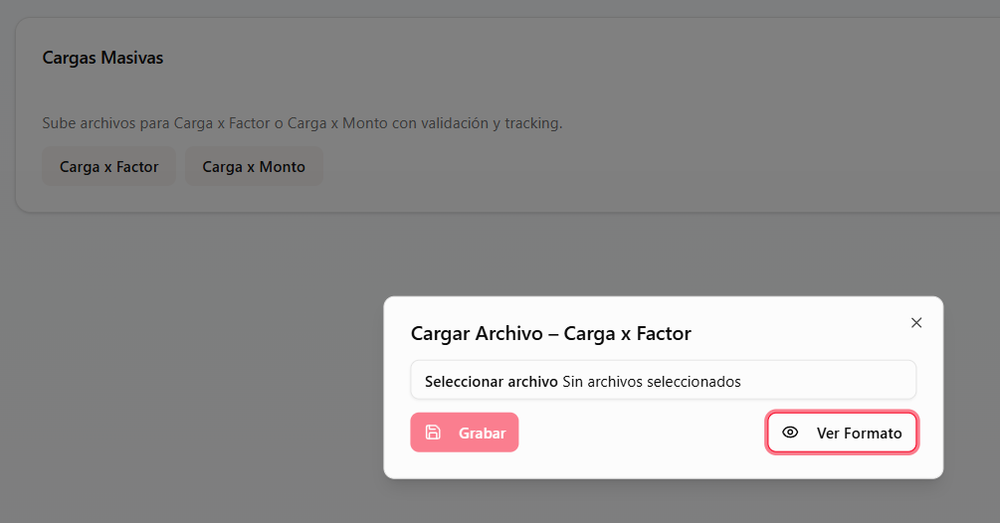 Cargas Masivas
Sube archivos para Carga x Factor o Carga x Monto con validación y tracking.
Carga x Factor Carga x Monto
Cargar Archivo – Carga x Factor
Seleccionar archivo Sin archivos seleccionados
Grabar Ver Formato